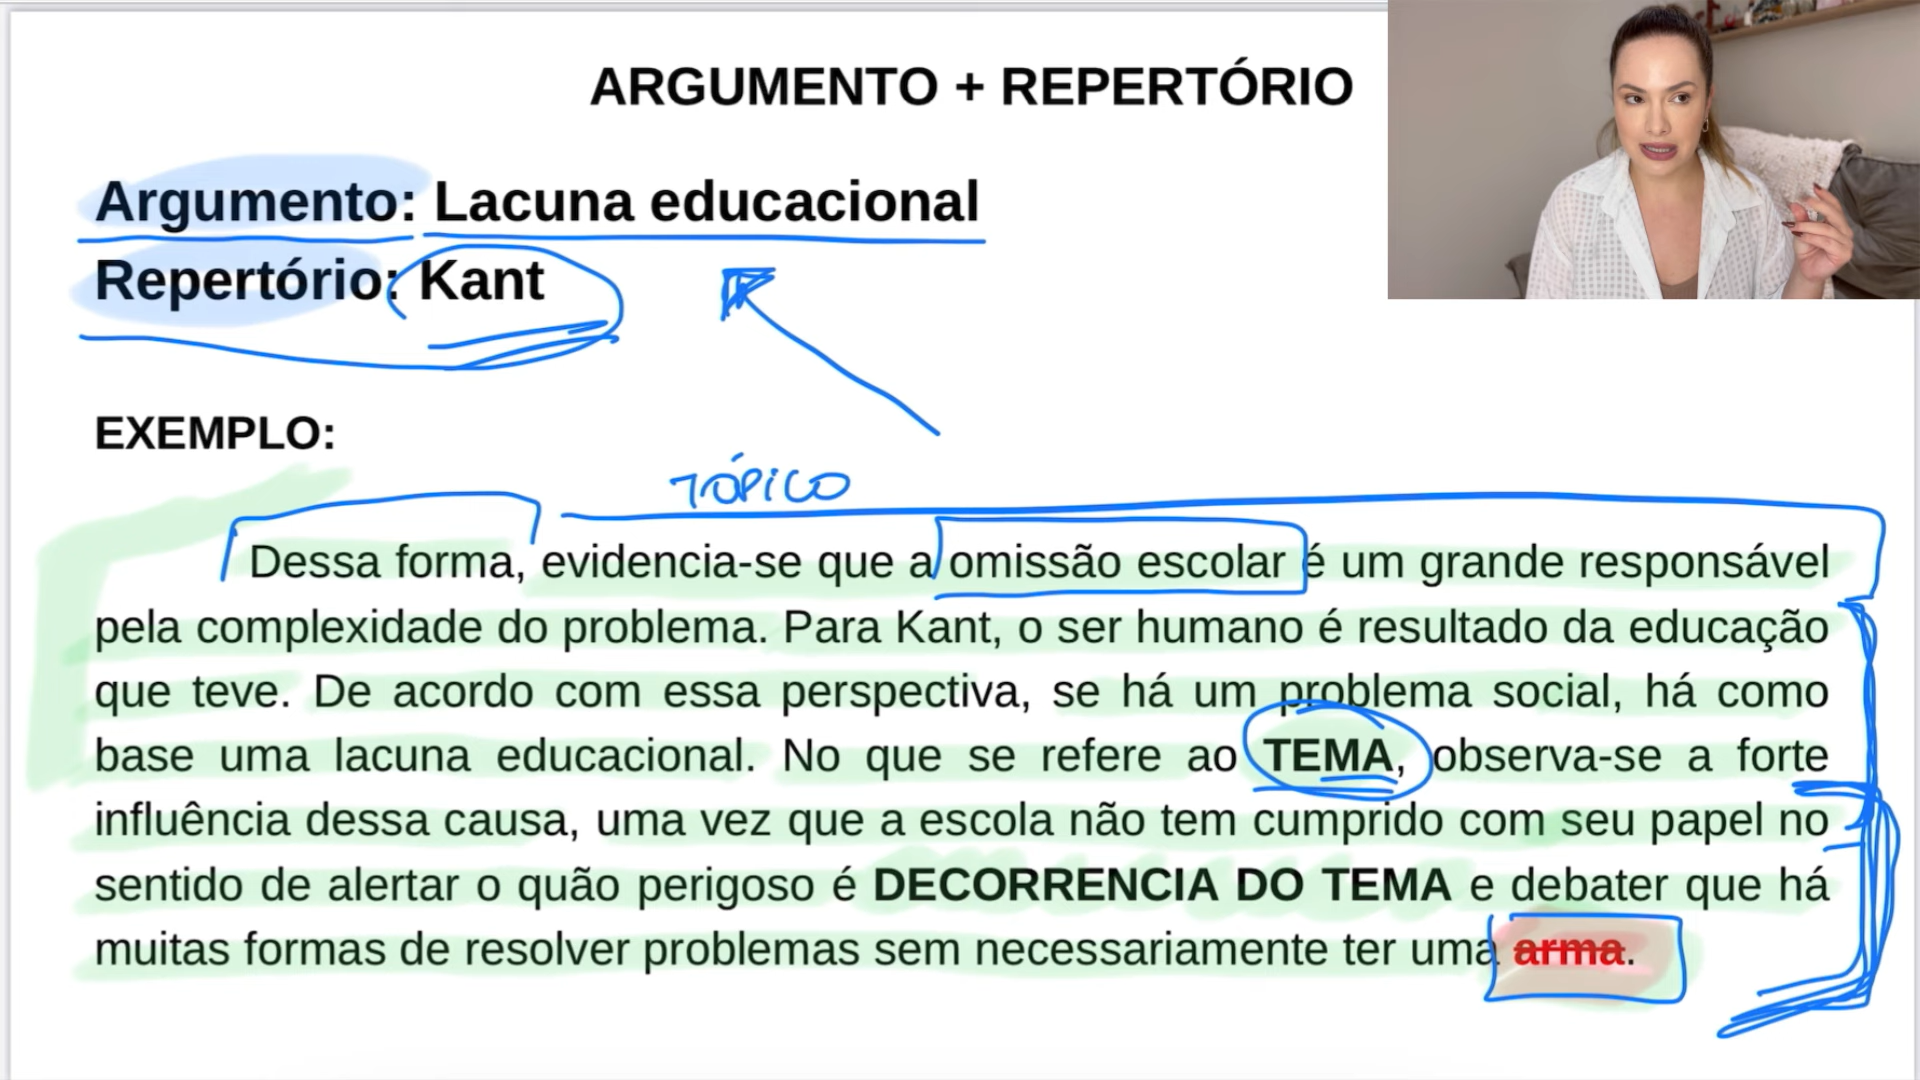 ARGUMENTO + REPERTÓRIO
Argumento: Lacuna educacional
Repertório: Kant
EXEMPLO:
TÓPICO
Dessa forma, evidencia-se que a omissão escolar é um grande responsável
pela complexidade do problema. Para Kant, o ser humano é resultado da educação
que teve. De acordo com essa perspectiva, se há um problema social, há como
base uma lacuna educacional. No que se refere ao TEMA, observa-se a forte
influência dessa causa, uma vez que a escola não tem cumprido com seu papel no
sentido de alertar o quão perigoso é DECORRENCIA DO TEMA e debater que há
muitas formas de resolver problemas sem necessariamente ter uma arma.